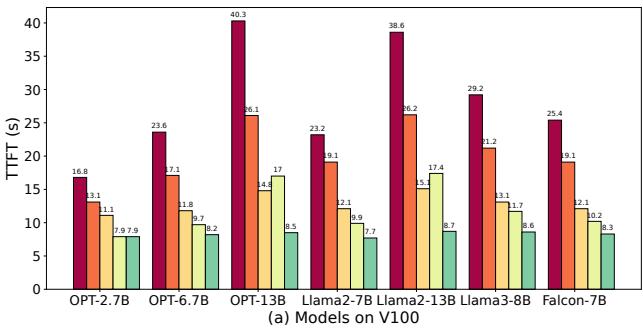 TTFT (s)
40
35
30
25
20
15
10
5
0
16.8 13.1 11.1 7.9 7.9
23.6 17.1 11.8 9.7 8.2
40.3 26.1 14.8 17 8.5
23.2 19.1 12.1 9.9 7.7
38.6 26.2 15.1 17.4 8.7
29.2 21.2 13.1 11.7 8.6
25.4 19.1 12.1 10.2 8.3
OPT-2.7B OPT-6.7B OPT-13B Llama2-7B Llama2-13B Llama3-8B Falcon-7B
(a) Models on V100